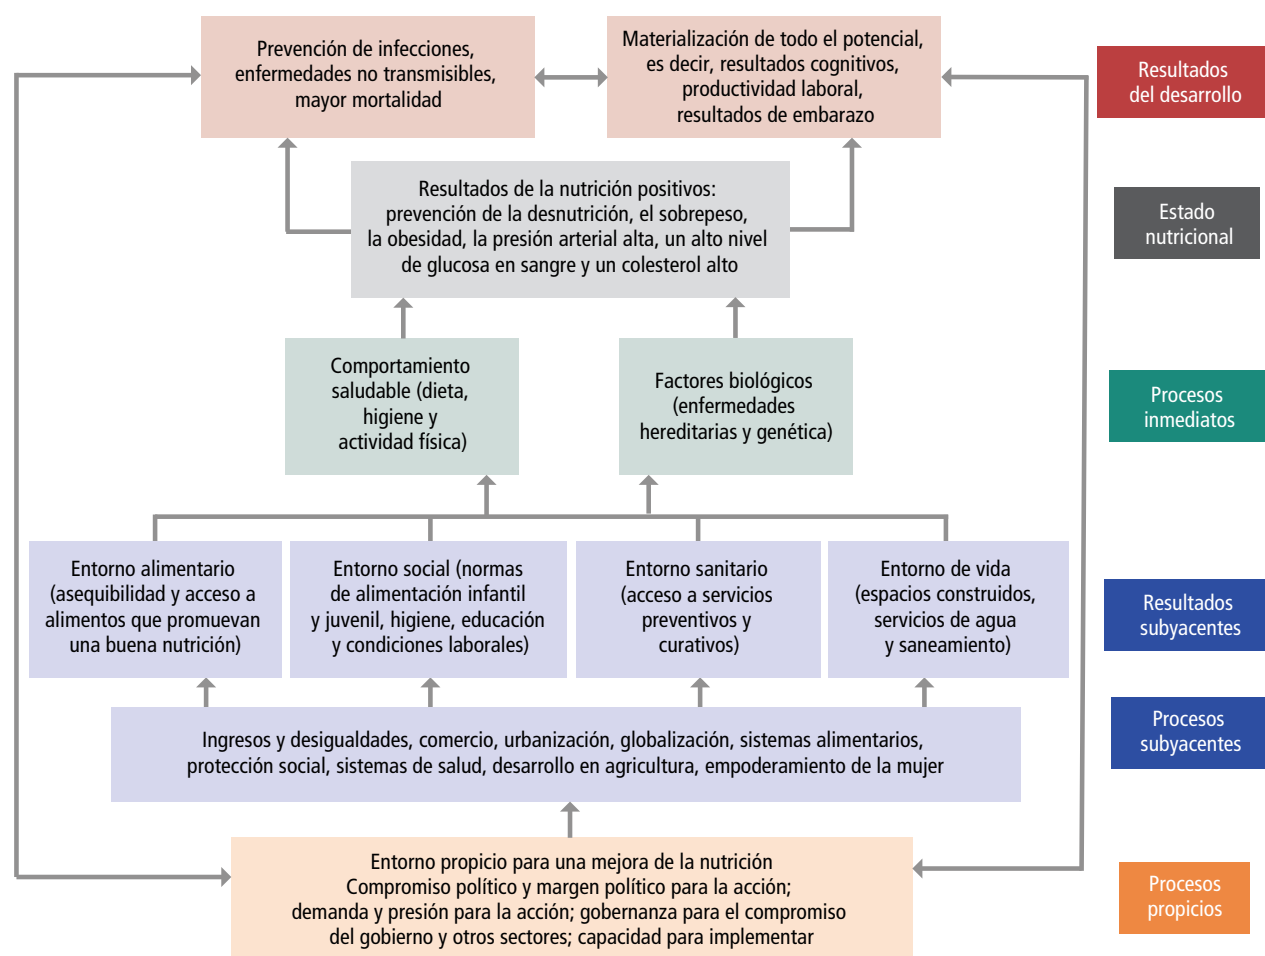 Prevención de infecciones,
enfermedades no transmisibles,
mayor mortalidad
Materialización de todo el potencial,
es decir, resultados cognitivos,
productividad laboral,
resultados de embarazo
Resultados
del desarrollo
Resultados de la nutrición positivos:
prevención de la desnutrición, el sobrepeso,
la obesidad, la presión arterial alta, un alto nivel
de glucosa en sangre y un colesterol alto
Estado
nutricional
Comportamiento
saludable (dieta,
higiene y
actividad física)
Factores biológicos
(enfermedades
hereditarias y genética)
Procesos
inmediatos
Entorno alimentario
(asequibilidad y acceso a
alimentos que promuevan
una buena nutrición)
Entorno social (normas
de alimentación infantil
y juvenil, higiene, educación
y condiciones laborales)
Entorno sanitario
(acceso a servicios
preventivos y
curativos)
Entorno de vida
(espacios construidos,
servicios de agua
y saneamiento)
Resultados
subyacentes
Ingresos y desigualdades, comercio, urbanización, globalización, sistemas alimentarios,
protección social, sistemas de salud, desarrollo en agricultura, empoderamiento de la mujer
Procesos
subyacentes
Entorno propicio para una mejora de la nutrición
Compromiso político y margen político para la acción;
demanda y presión para la acción; gobernanza para el compromiso
del gobierno y otros sectores; capacidad para implementar
Procesos
propicios